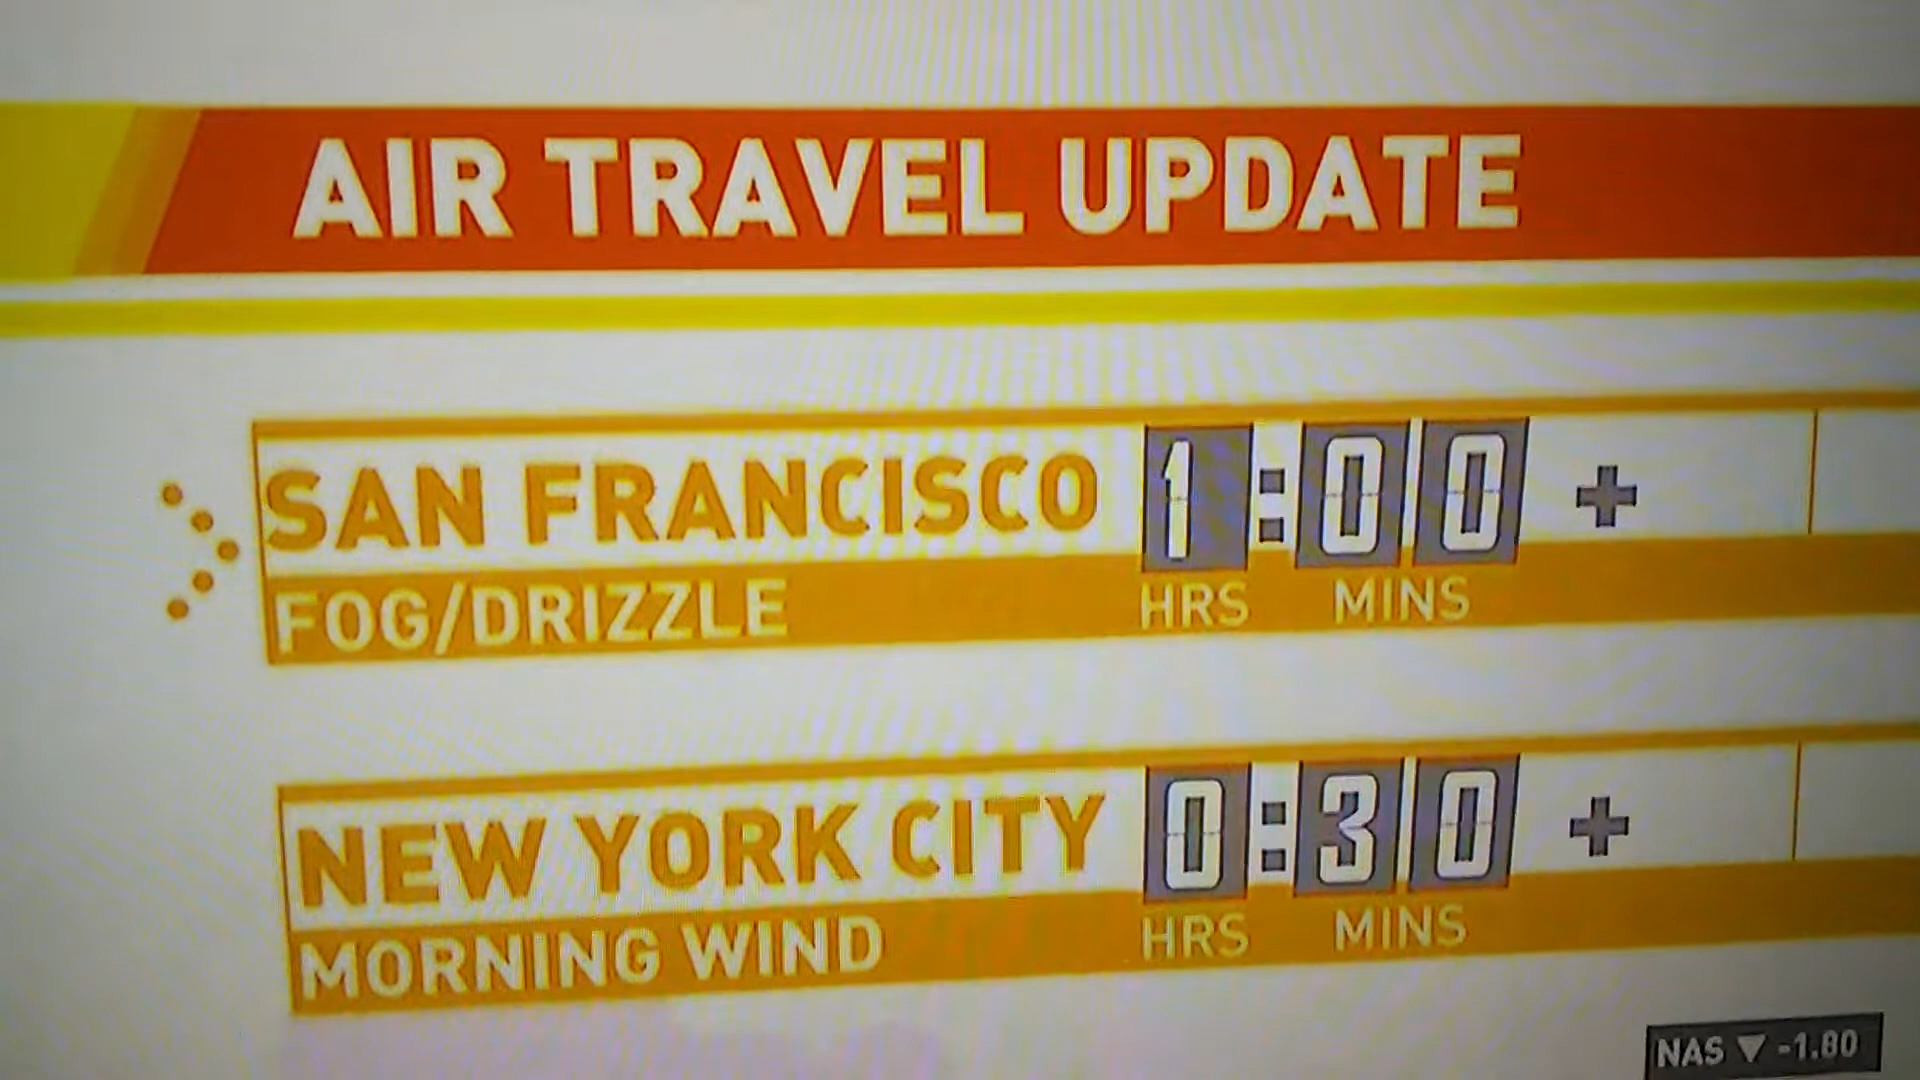 AIR TRAVEL UPDATE
SAN FRANCISCO 1:00 +
FOG/DRIZZLE HRS MINS
NEW YORK CITY 0:30 +
MORNING WIND HRS MINS
NAS ▼ -1.80